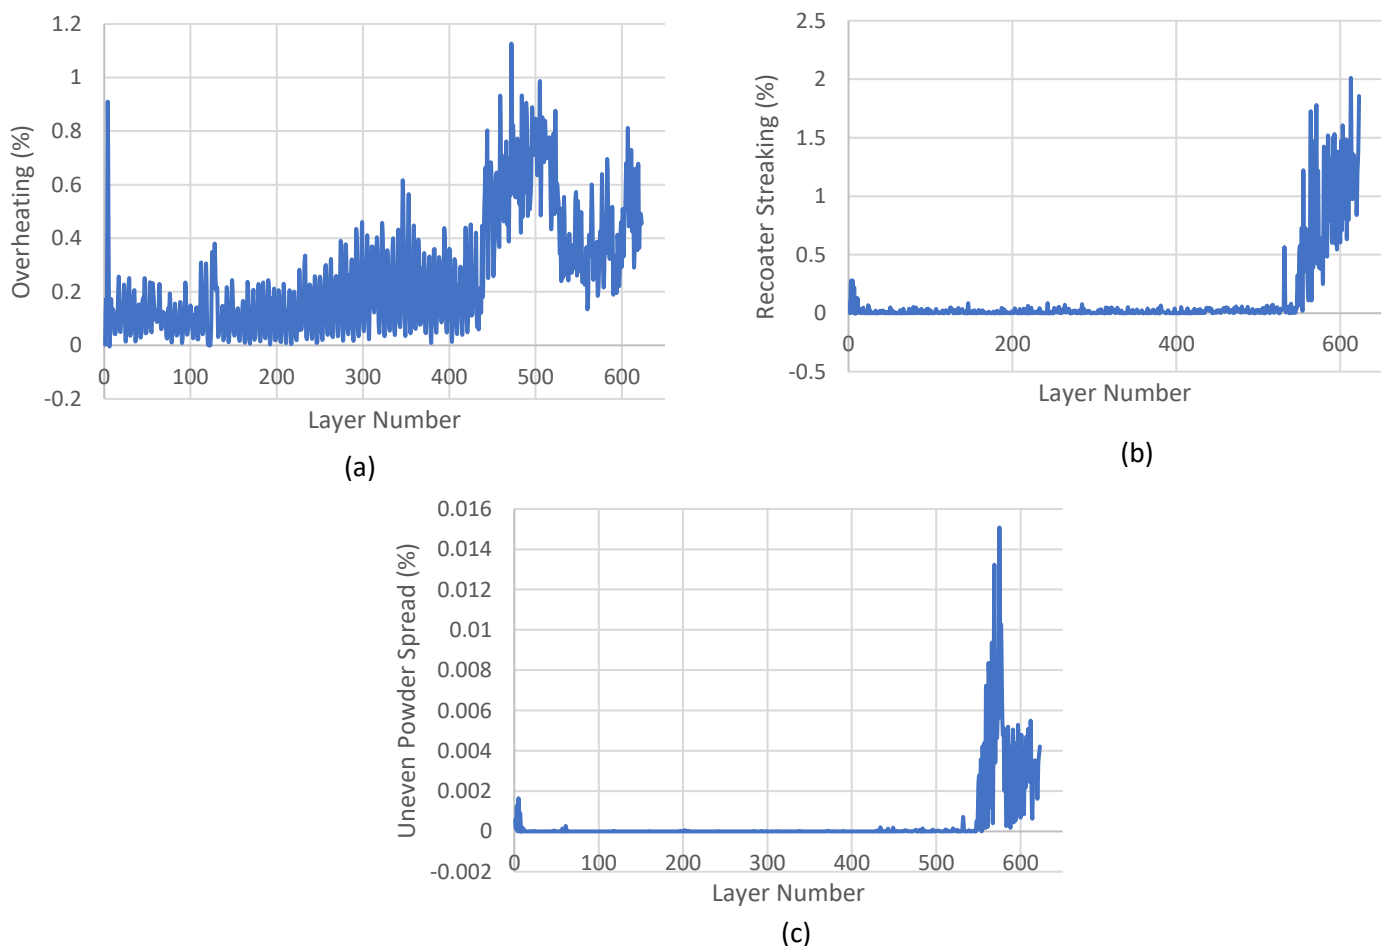 1.2
1
0.8
0.6
0.4
0.2
0
-0.2
Overheating (%)
0 100 200 300 400 500 600
Layer Number
(a)
2.5
2
1.5
1
0.5
0
-0.5
Recoater Streaking (%)
0 200 400 600
Layer Number
(b)
0.016
0.014
0.012
0.01
0.008
0.006
0.004
0.002
0
-0.002
Uneven Powder Spread (%)
0 100 200 300 400 500 600
Layer Number
(c)